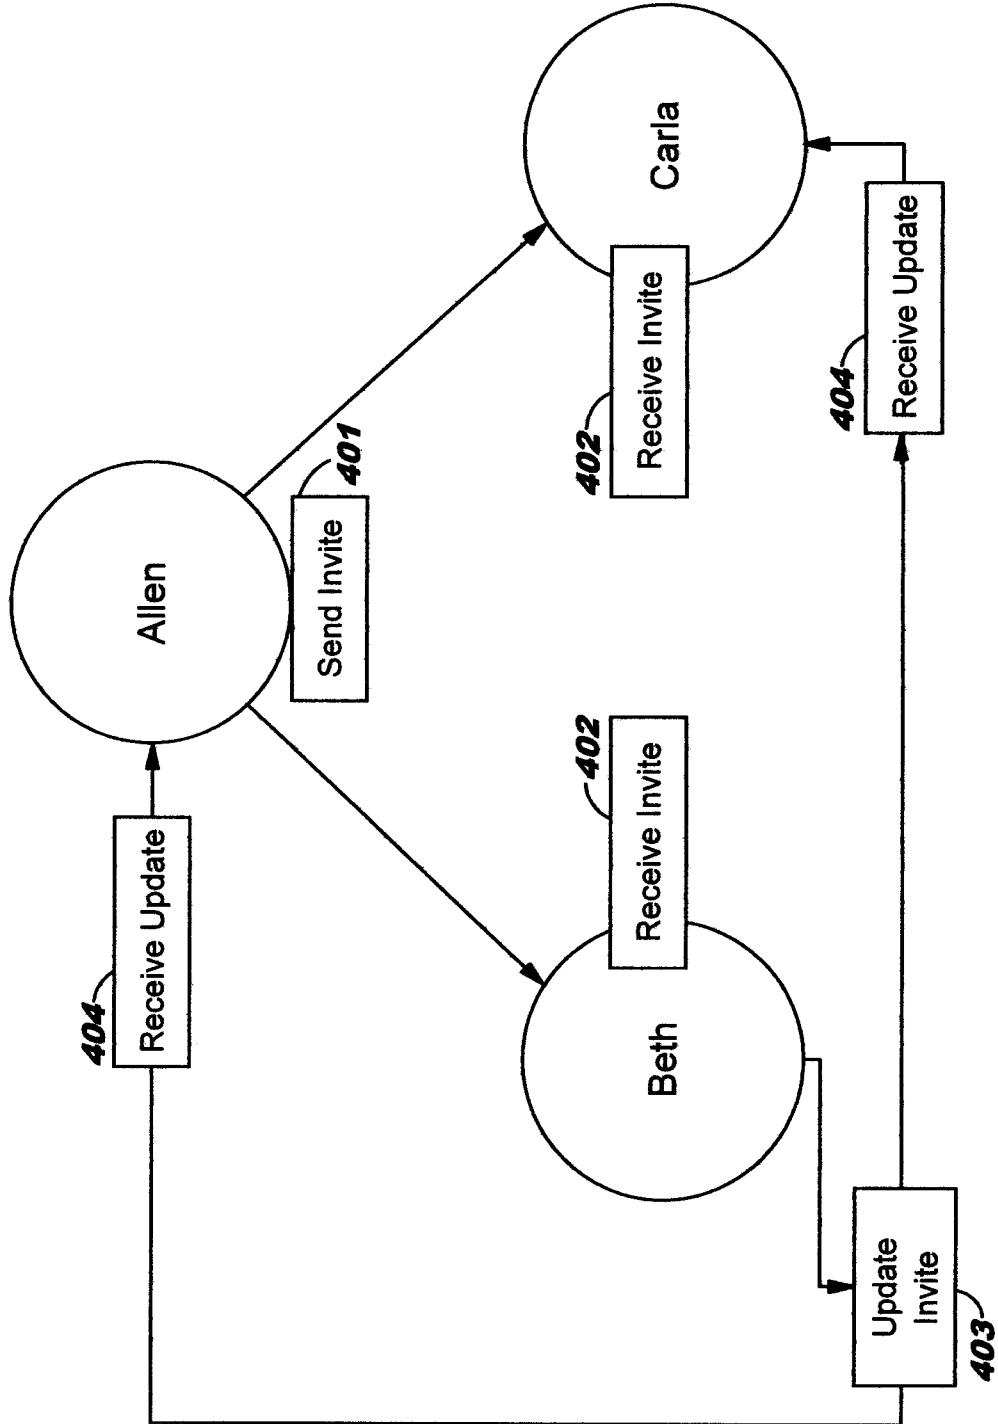 404
Receive Update
Allen
Send Invite
401
Beth
Receive Invite
402
402
Receive Invite
Carla
Update
Invite
403
404
Receive Update